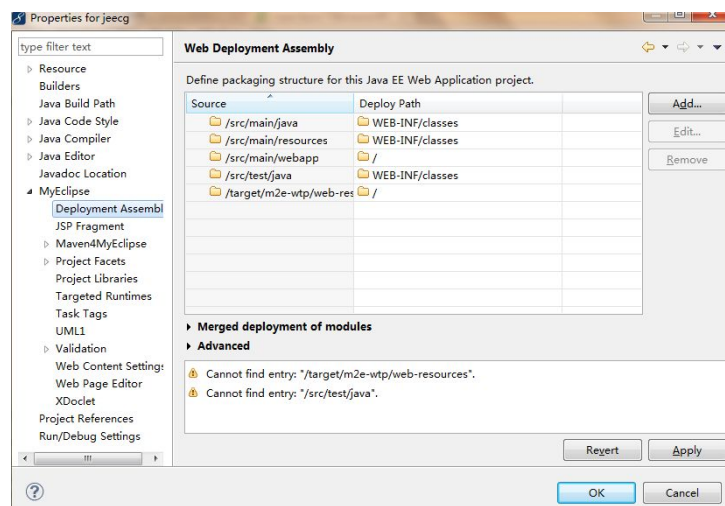 Properties for jeecg
type filter text
Web Deployment Assembly
Resource
Builders
Java Build Path
Java Code Style
Java Compiler
Java Editor
Javadoc Location
MyEclipse
Deployment Assembl
JSP Fragment
Maven4MyEclipse
Project Facets
Project Libraries
Targeted Runtimes
Task Tags
UML1
Validation
Web Content Settings
Web Page Editor
XDoclet
Project References
Run/Debug Settings
Define packaging structure for this Java EE Web Application project.
Source Deploy Path
/src/main/java WEB-INF/classes
/src/main/resources WEB-INF/classes
/src/main/webapp /
/src/test/java WEB-INF/classes
/target/m2e-wtp/web-res /
Add...
Edit...
Remove
Merged deployment of modules
Advanced
Cannot find entry: "/target/m2e-wtp/web-resources".
Cannot find entry: "/src/test/java".
Revert Apply
OK Cancel